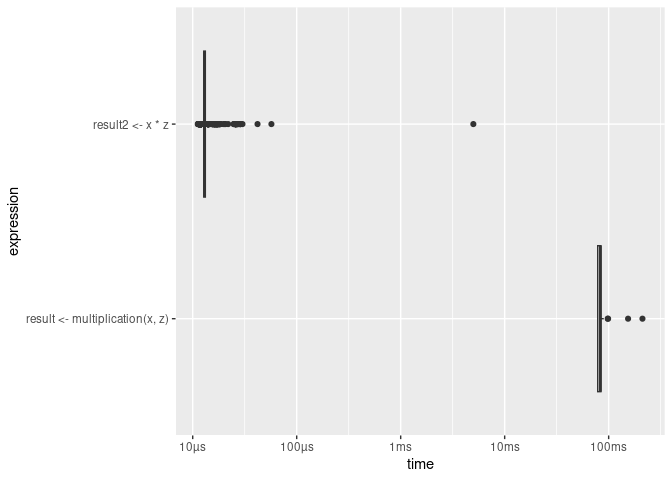 result2 <- x * z
result <- multiplication(x, z)
expression
10µs
100µs
1ms
10ms
100ms
time